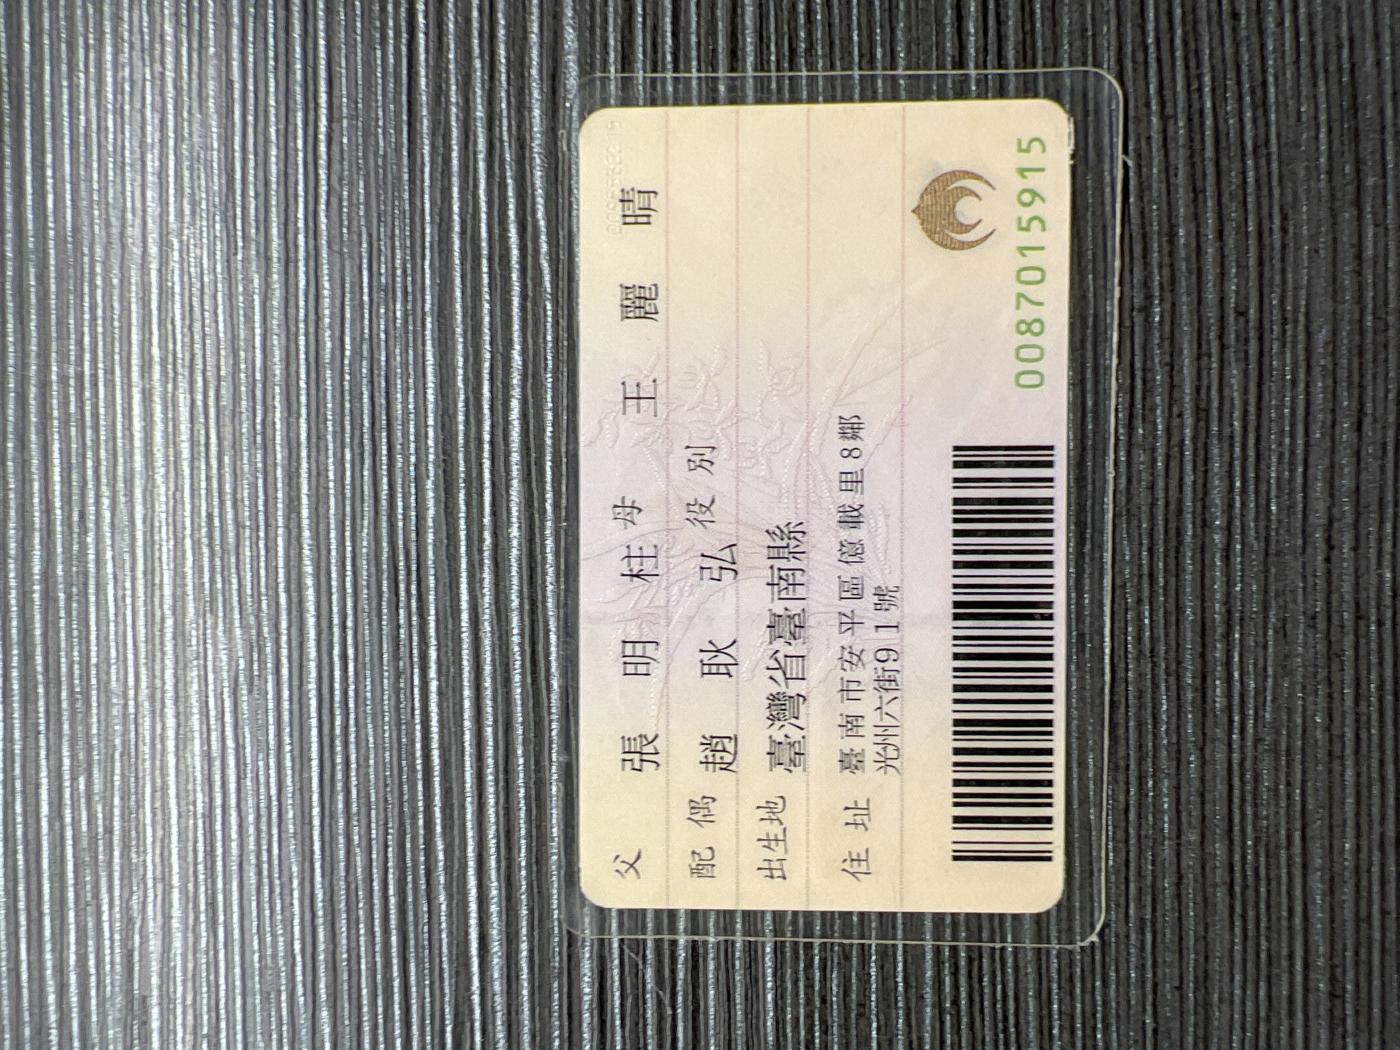 父 張明柱 母 王麗晴
配偶 趙耿弘 役別
出生地 臺灣省臺南縣
住址 臺南市安平區億載里8鄰
光州六街91號
0087015915